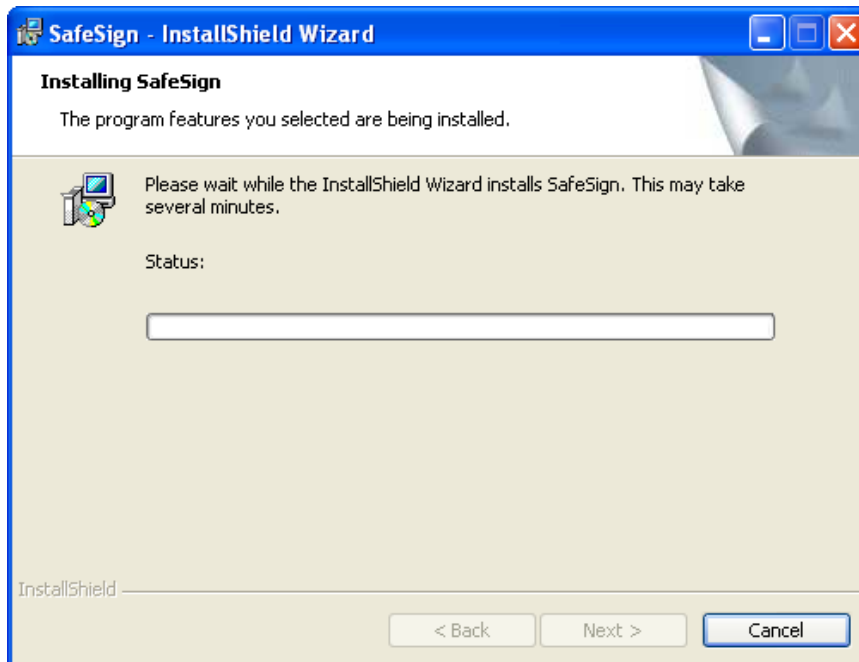 SafeSign - InstallShield Wizard
Installing SafeSign
The program features you selected are being installed.
Please wait while the InstallShield Wizard installs SafeSign. This may take
several minutes.
Status:
InstallShield
< Back
Next >
Cancel